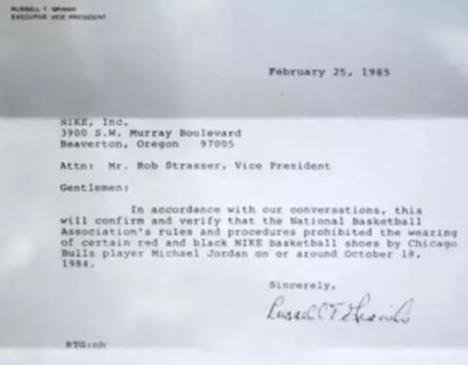 RUSSELL T. GRANIK
EXECUTIVE VICE PRESIDENT
February 25, 1985
NIKE, Inc.
3900 S.W. Murray Boulevard
Beaverton, Oregon 97005
Attn: Mr. Rob Strasser, Vice President
Gentlemen:
In accordance with our conversations, this
will confirm and verify that the National Basketball
Association's rules and procedures prohibited the wearing
of certain red and black NIKE basketball shoes by Chicago
Bulls player Michael Jordan on or around October 18,
1984.
Sincerely,
Russell T. Granik
RTG:nh